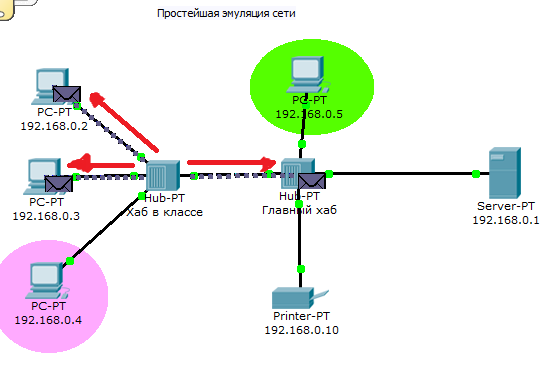 Простейшая эмуляция сети
PC-PT
192.168.0.2
PC-PT
192.168.0.5
PC-PT
192.168.0.3
Hub-PT
Хаб в классе
Hub-PT
Главный хаб
Server-PT
192.168.0.1
PC-PT
192.168.0.4
Printer-PT
192.168.0.10